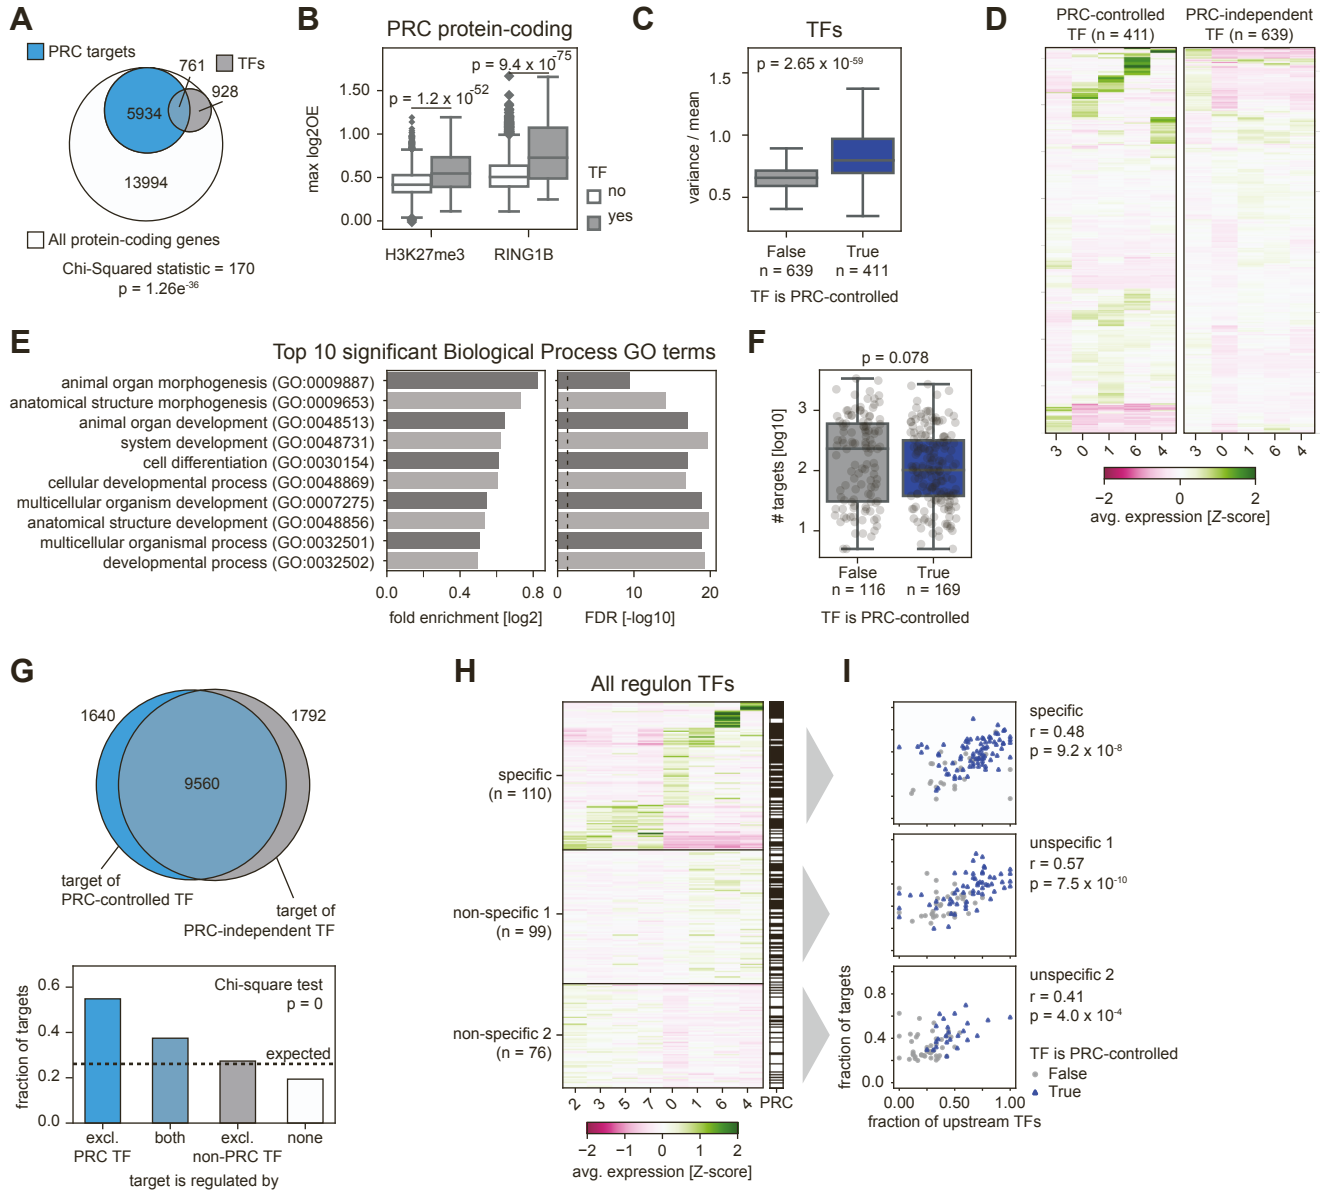 A
PRC targets
761
TFs
928
5934
13994
All protein-coding genes
Chi-Squared statistic = 170
p = 1.26e-36
B
PRC protein-coding
p = 9.4 x 10-75
p = 1.2 x 10-52
1.50
1.00
0.50
0.00
max log2OE
H3K27me3
RING1B
TF
no
yes
C
TFs
p = 2.65 x 10-59
1.5
1.0
0.5
variance / mean
False
n = 639
True
n = 411
TF is PRC-controlled
D
PRC-controlled
TF (n = 411)
PRC-independent
TF (n = 639)
3 0 1 6 4
3 0 1 6 4
−2 0 2
avg. expression [Z-score]
E
Top 10 significant Biological Process GO terms
animal organ morphogenesis (GO:0009887)
anatomical structure morphogenesis (GO:0009653)
animal organ development (GO:0048513)
system development (GO:0048731)
cell differentiation (GO:0030154)
cellular developmental process (GO:0048869)
multicellular organism development (GO:0007275)
anatomical structure development (GO:0048856)
multicellular organismal process (GO:0032501)
developmental process (GO:0032502)
0.0 0.4 0.8
fold enrichment [log2]
0 10 20
FDR [-log10]
F
p = 0.078
3
2
1
# targets [log10]
False
n = 116
True
n = 169
TF is PRC-controlled
G
1640
1792
9560
target of
PRC-controlled TF
target of
PRC-independent TF
Chi-square test
p = 0
expected
0.6
0.4
0.2
0.0
fraction of targets
excl.
PRC TF
both
excl.
non-PRC TF
none
target is regulated by
H
All regulon TFs
specific
(n = 110)
non-specific 1
(n = 99)
non-specific 2
(n = 76)
2 3 5 7 0 1 6 4 PRC
−2 −1 0 1 2
avg. expression [Z-score]
I
specific
r = 0.48
p = 9.2 x 10-8
unspecific 1
r = 0.57
p = 7.5 x 10-10
unspecific 2
r = 0.41
p = 4.0 x 10-4
0.8
0.4
0.0
fraction of targets
0.00 0.50 1.00
fraction of upstream TFs
TF is PRC-controlled
False
True